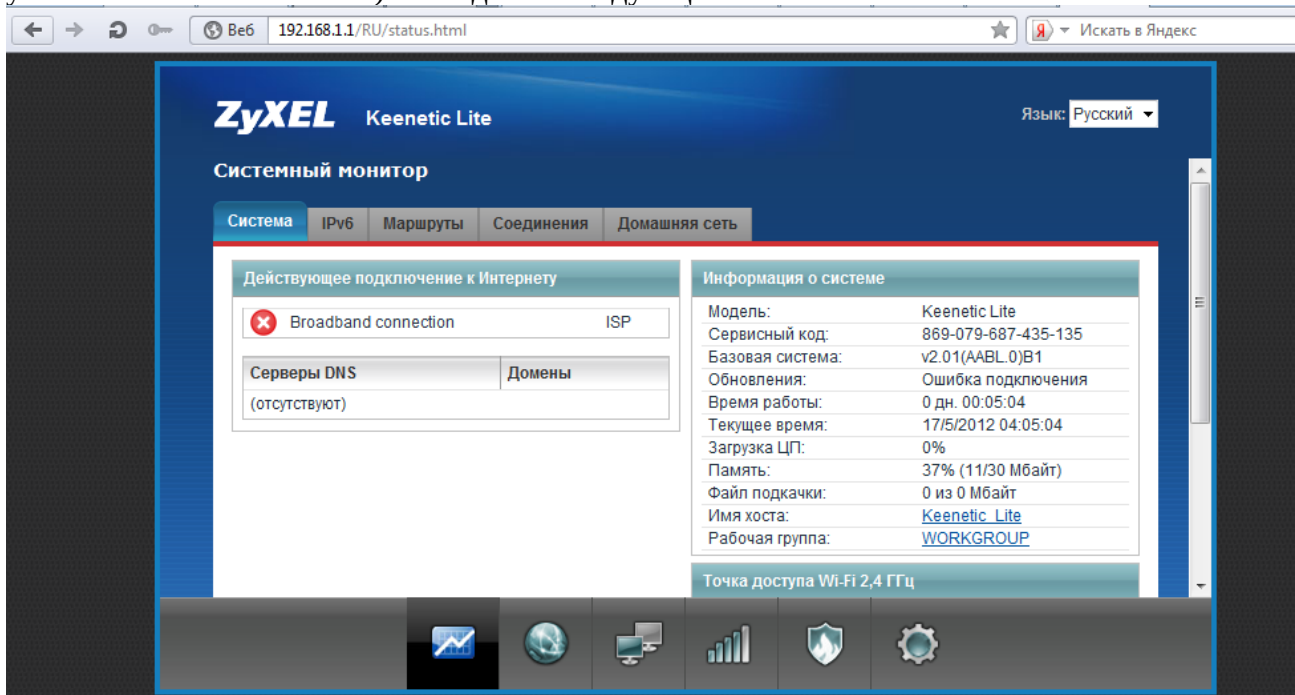 Веб 192.168.1.1/RU/status.html Искать в Яндекс
ZyXEL Keenetic Lite Язык: Русский
Системный монитор
Система IPv6 Маршруты Соединения Домашняя сеть
Действующее подключение к Интернету
Broadband connection ISP
Серверы DNS Домены
(отсутствуют)
Информация о системе
Модель: Keenetic Lite
Сервисный код: 869-079-687-435-135
Базовая система: v2.01(AABL.0)B1
Обновления: Ошибка подключения
Время работы: 0 дн. 00:05:04
Текущее время: 17/5/2012 04:05:04
Загрузка ЦП: 0%
Память: 37% (11/30 Мбайт)
Файл подкачки: 0 из 0 Мбайт
Имя хоста: Keenetic_Lite
Рабочая группа: WORKGROUP
Точка доступа Wi-Fi 2,4 ГГц